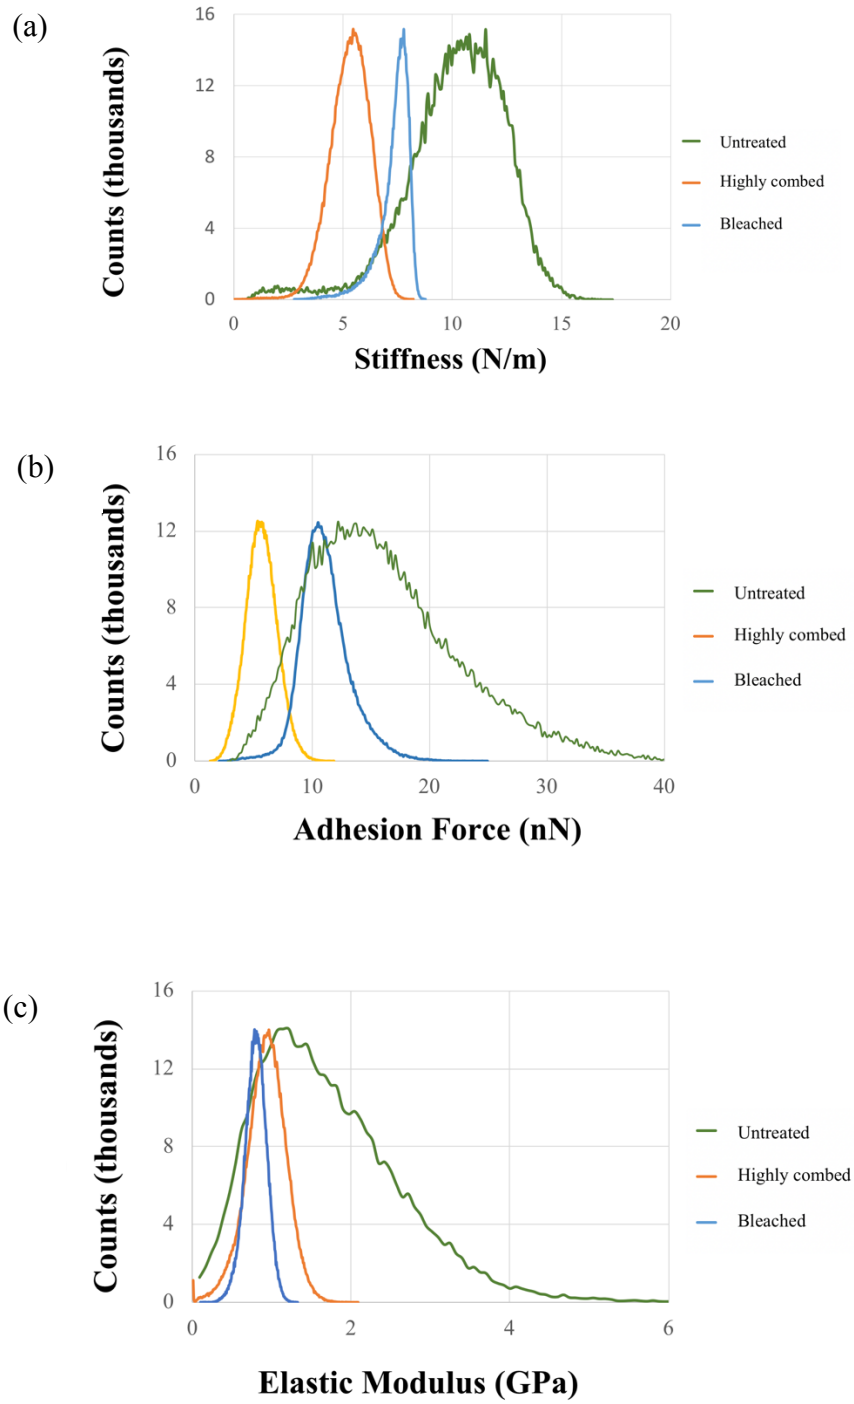 (a)
Counts (thousands)
16
12
8
4
0
0 5 10 15 20
Stiffness (N/m)
Untreated
Highly combed
Bleached
(b)
Counts (thousands)
16
12
8
4
0
0 10 20 30 40
Adhesion Force (nN)
Untreated
Highly combed
Bleached
(c)
Counts (thousands)
16
12
8
4
0
0 2 4 6
Elastic Modulus (GPa)
Untreated
Highly combed
Bleached